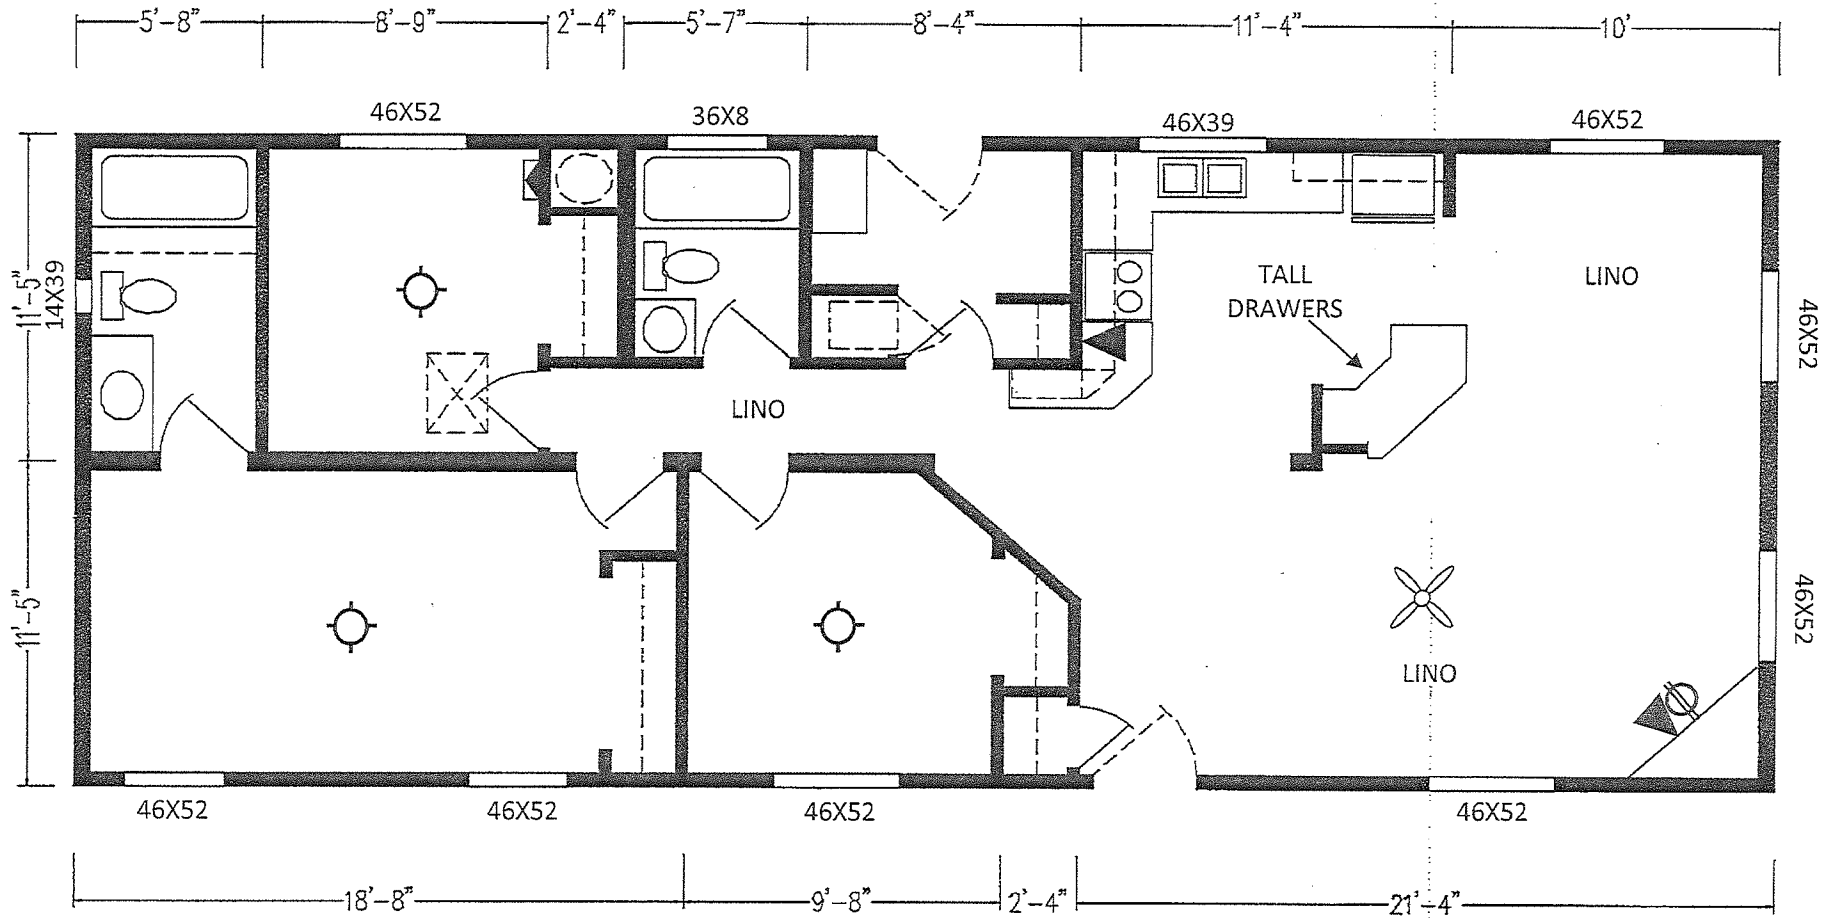 5'-8" 8'-9" 2'-4" 5'-7" 8'-4" 11'-4" 10'
46X52 36X8 46X39 46X52
11'-5"
14X39
TALL
DRAWERS
LINO
46X52
LINO
11'-5"
46X52
LINO
46X52 46X52 46X52 46X52
18'-8" 9'-8" 2'-4" 21'-4"